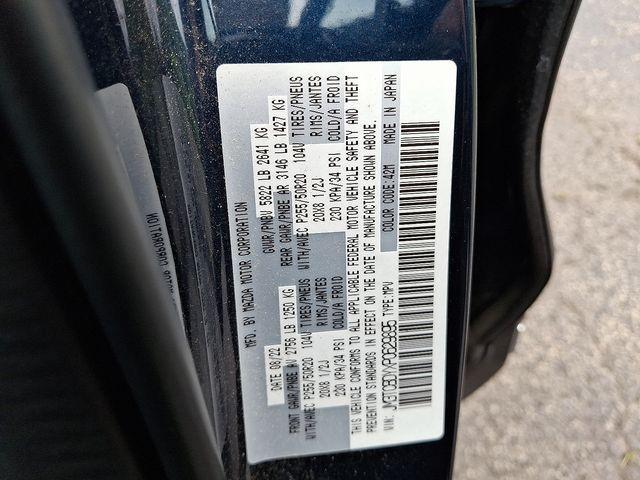 MFD. BY MAZDA MOTOR CORPORATION
DATE 08/22 GVWR/PNBV 5822 LB 2641 KG
FRONT GAWR/PNBE AV 2756 LB 1250 KG REAR GAWR/PNBE AR 3146 LB 1427 KG
WITH/AVEC P255/50R20 104V TIRES/PNEUS WITH/AVEC P255/50R20 104V TIRES/PNEUS
20X8 1/2J RIMS/JANTES 20X8 1/2J RIMS/JANTES
230 KPA/34 PSI COLD/A FROID 230 KPA/34 PSI COLD/A FROID
THIS VEHICLE CONFORMS TO ALL APPLICABLE FEDERAL MOTOR VEHICLE SAFETY AND THEFT
PREVENTION STANDARDS IN EFFECT ON THE DATE OF MANUFACTURE SHOWN ABOVE.
VIN: TYPE:MPV COLOR CODE:42M MADE IN JAPAN
MAZDA MOTOR CORPORATION